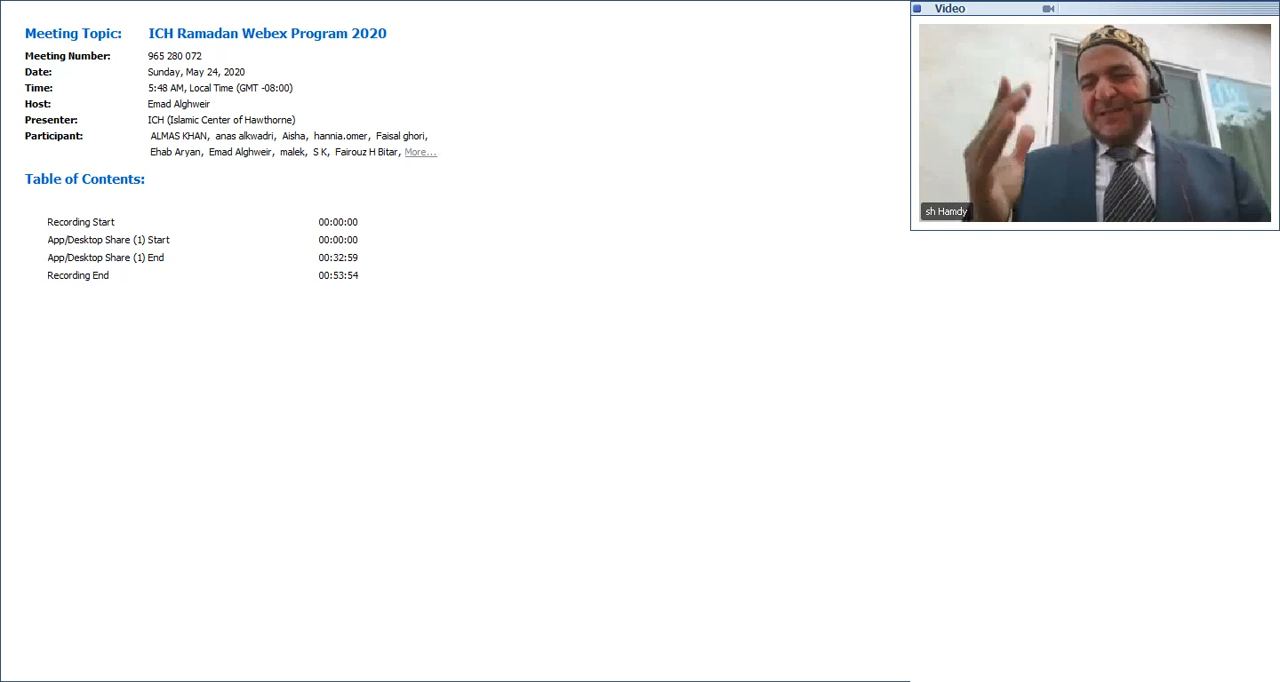 Meeting Topic: ICH Ramadan Webex Program 2020
Meeting Number: 965 280 072
Date: Sunday, May 24, 2020
Time: 5:48 AM, Local Time (GMT -08:00)
Host: Emad Alghweir
Presenter: ICH (Islamic Center of Hawthorne)
Participant: ALMAS KHAN, anas alkwadri, Aisha, hannia.omer, Faisal ghori,
Ehab Aryan, Emad Alghweir, malek, S K, Fairouz H Bitar, More...
Table of Contents:
Recording Start 00:00:00
App/Desktop Share (1) Start 00:00:00
App/Desktop Share (1) End 00:32:59
Recording End 00:53:54
Video
sh Hamdy